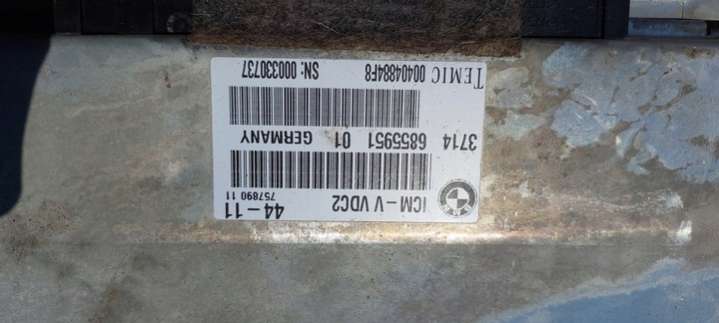 ICM-V VDC2 44-11
757890 11
3714 6855951 01 GERMANY
TEMIC 00404884F8 SN: 000330737